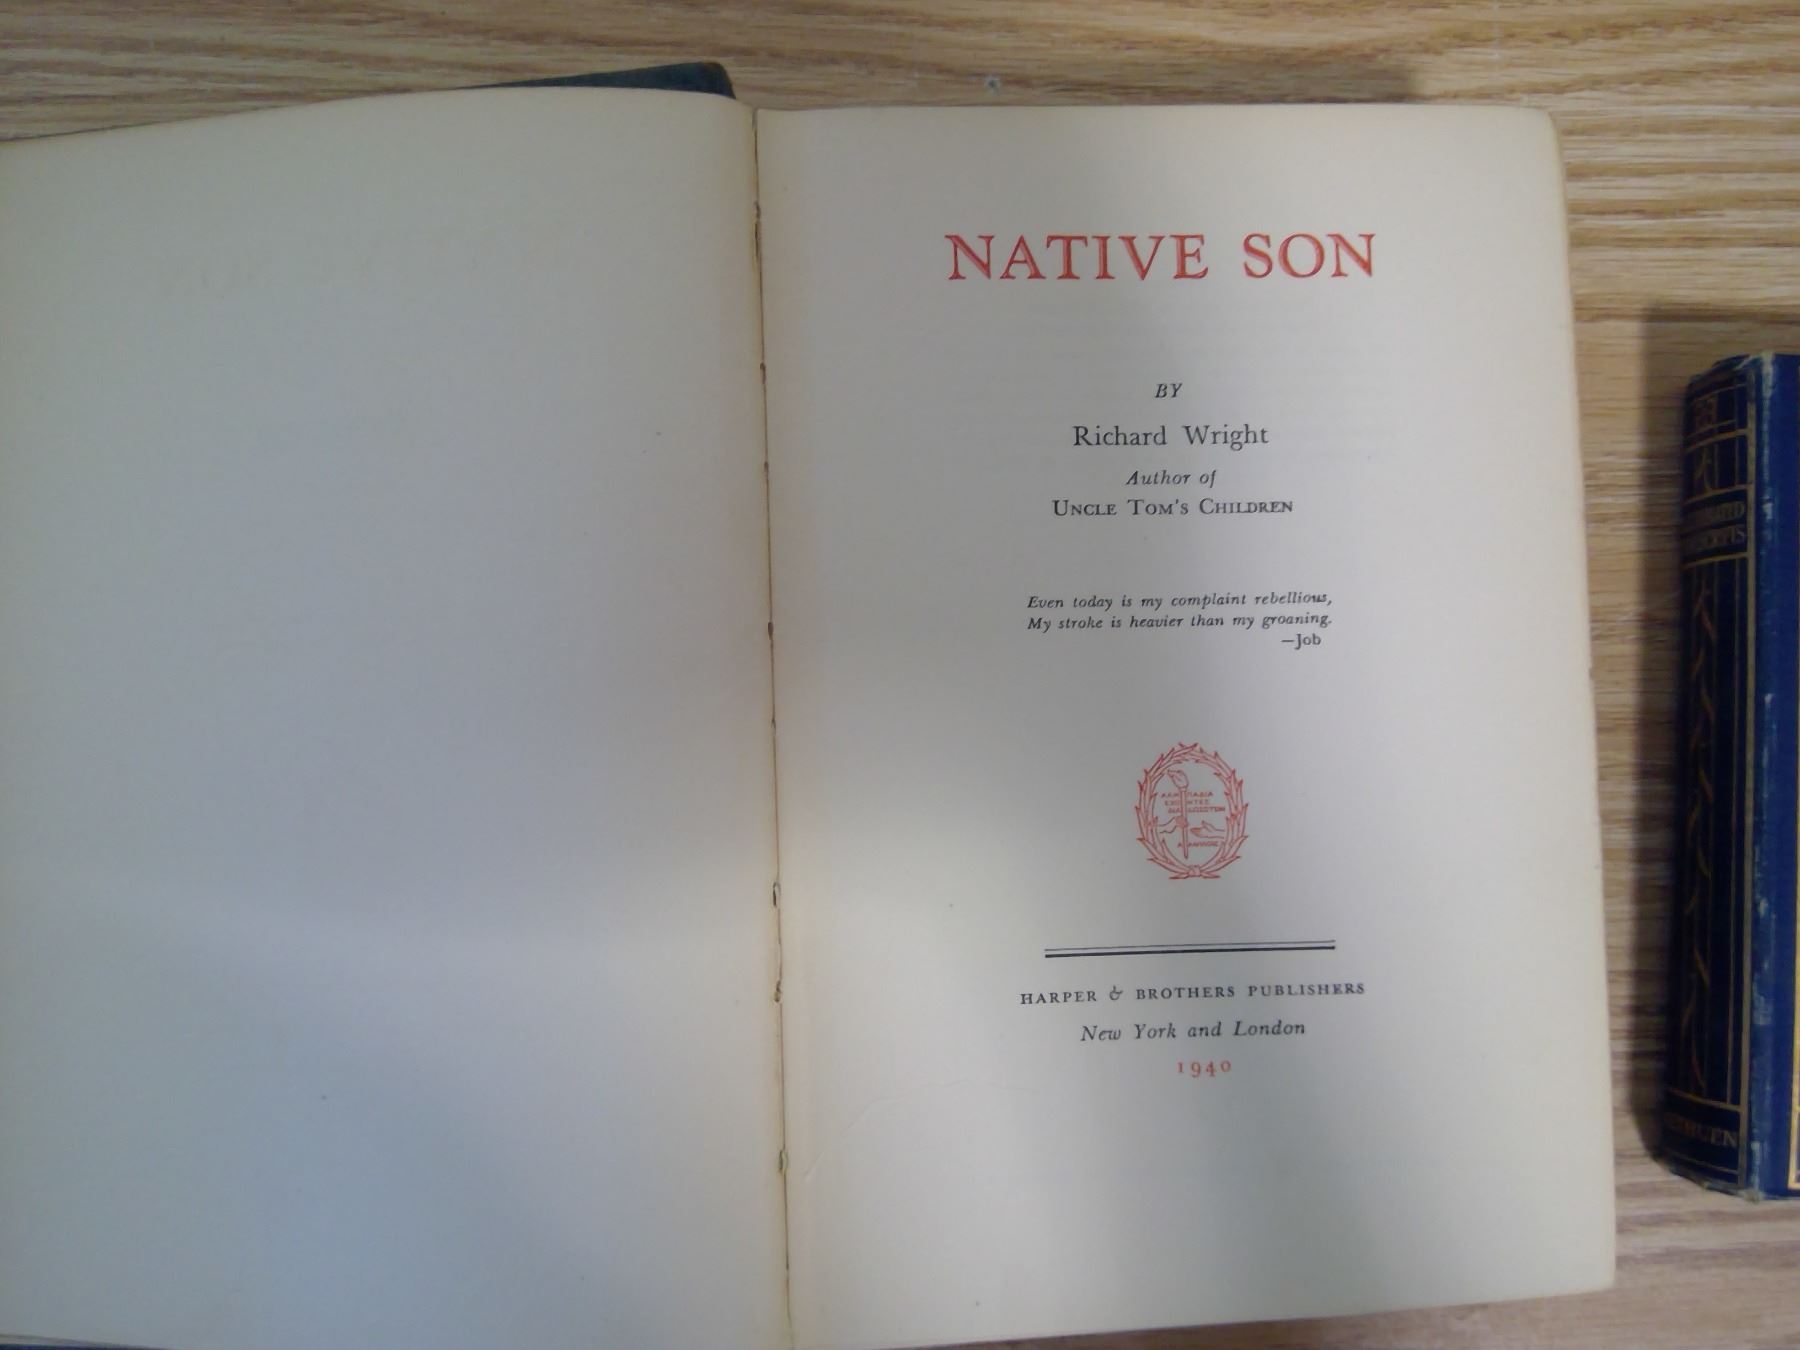 NATIVE SON
BY
Richard Wright
Author of
UNCLE TOM'S CHILDREN
Even today is my complaint rebellious,
My stroke is heavier than my groaning.
—Job
HARPER & BROTHERS PUBLISHERS
New York and London
1940
METHUEN